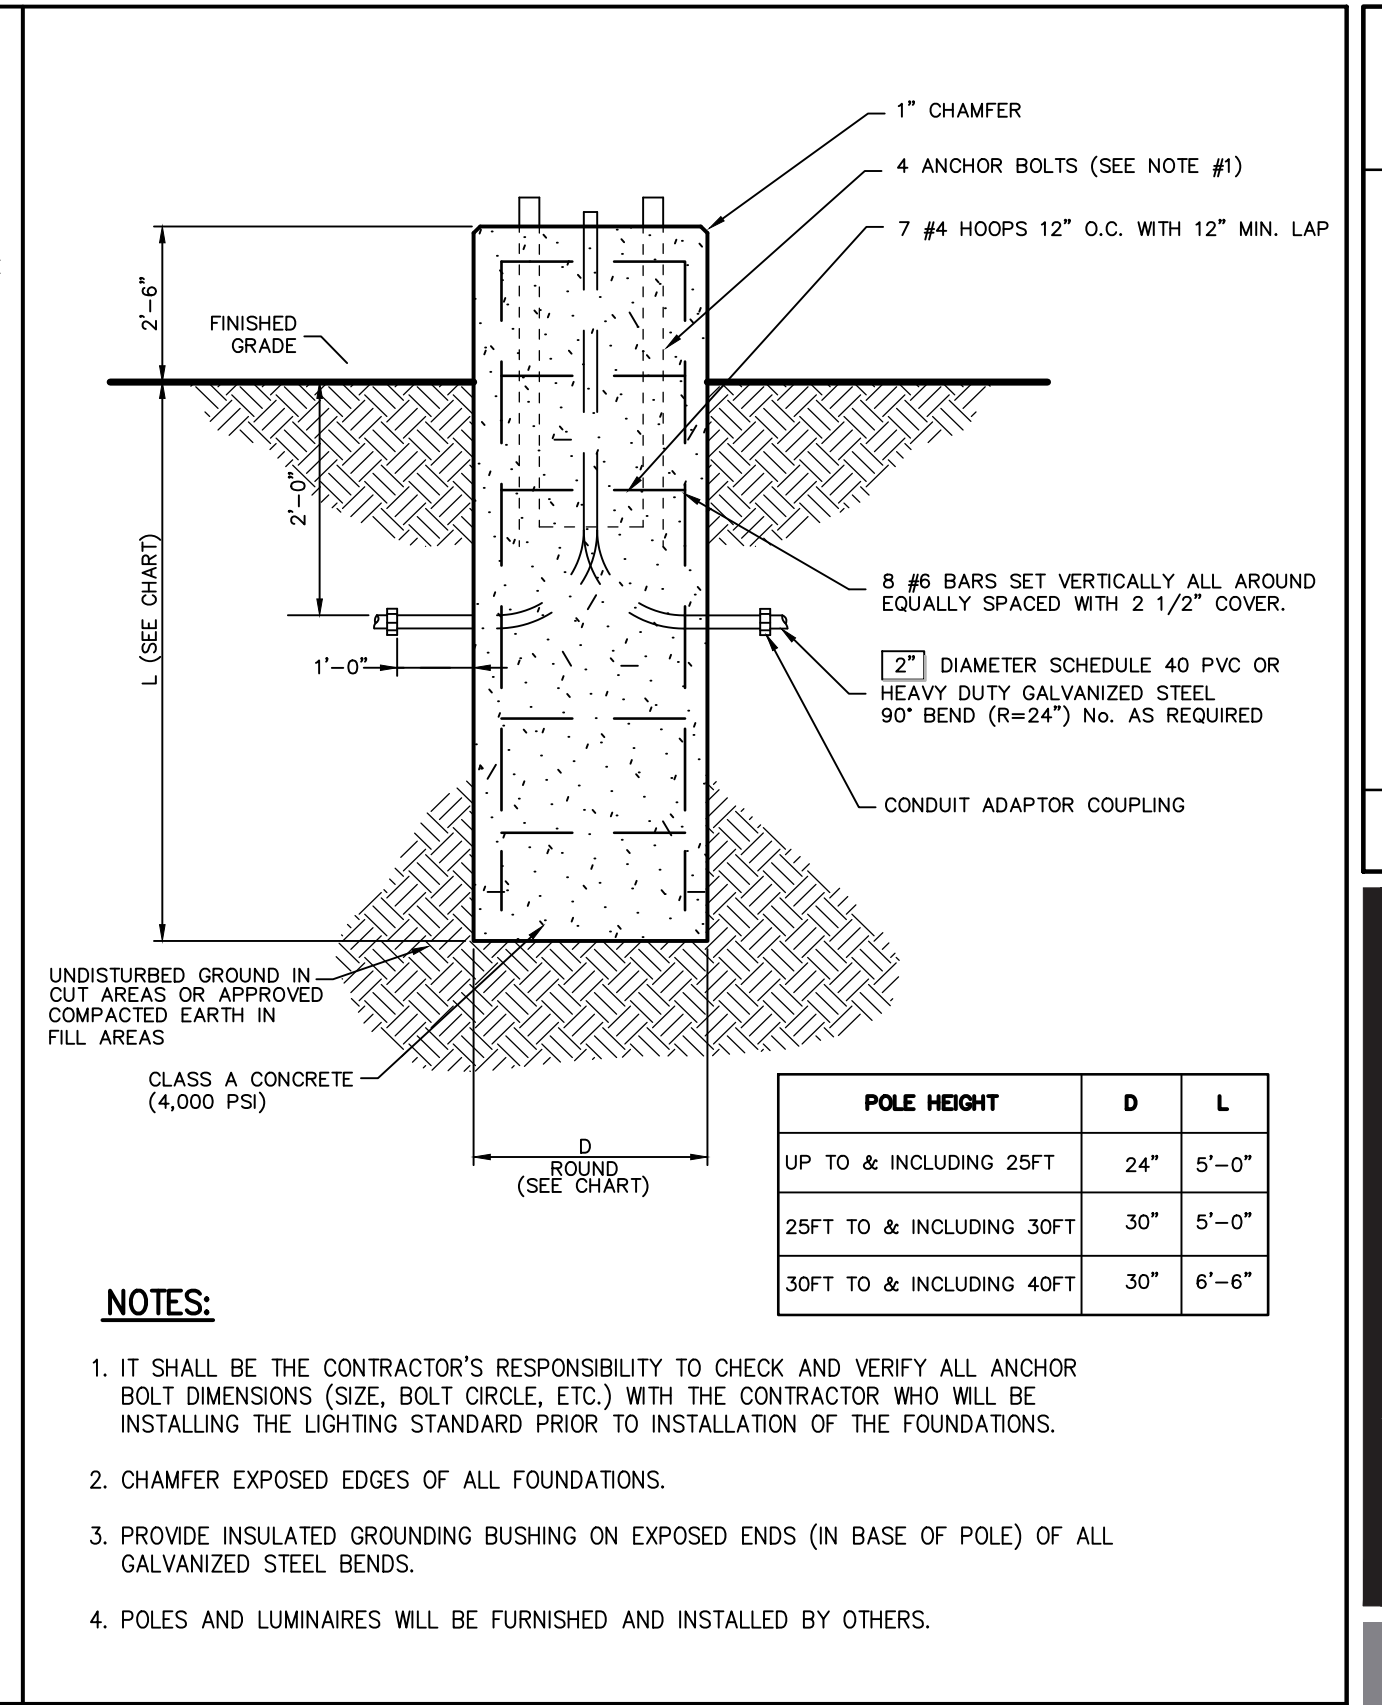 1” CHAMFER
4 ANCHOR BOLTS (SEE NOTE #1)
7 #4 HOOPS 12” O.C. WITH 12” MIN. LAP
2’–6”
FINISHED
GRADE
2’–0”
L (SEE CHART)
8 #6 BARS SET VERTICALLY ALL AROUND
EQUALLY SPACED WITH 2 1/2” COVER.
1’–0”
2” DIAMETER SCHEDULE 40 PVC OR
HEAVY DUTY GALVANIZED STEEL
90° BEND (R=24”) No. AS REQUIRED
CONDUIT ADAPTOR COUPLING
UNDISTURBED GROUND IN
CUT AREAS OR APPROVED
COMPACTED EARTH IN
FILL AREAS
CLASS A CONCRETE
(4,000 PSI)
D
ROUND
(SEE CHART)
POLE HEIGHT D L
UP TO & INCLUDING 25FT 24” 5’–0”
25FT TO & INCLUDING 30FT 30” 5’–0”
30FT TO & INCLUDING 40FT 30” 6’–6”
NOTES:
1. IT SHALL BE THE CONTRACTOR’S RESPONSIBILITY TO CHECK AND VERIFY ALL ANCHOR
BOLT DIMENSIONS (SIZE, BOLT CIRCLE, ETC.) WITH THE CONTRACTOR WHO WILL BE
INSTALLING THE LIGHTING STANDARD PRIOR TO INSTALLATION OF THE FOUNDATIONS.
2. CHAMFER EXPOSED EDGES OF ALL FOUNDATIONS.
3. PROVIDE INSULATED GROUNDING BUSHING ON EXPOSED ENDS (IN BASE OF POLE) OF ALL
GALVANIZED STEEL BENDS.
4. POLES AND LUMINAIRES WILL BE FURNISHED AND INSTALLED BY OTHERS.